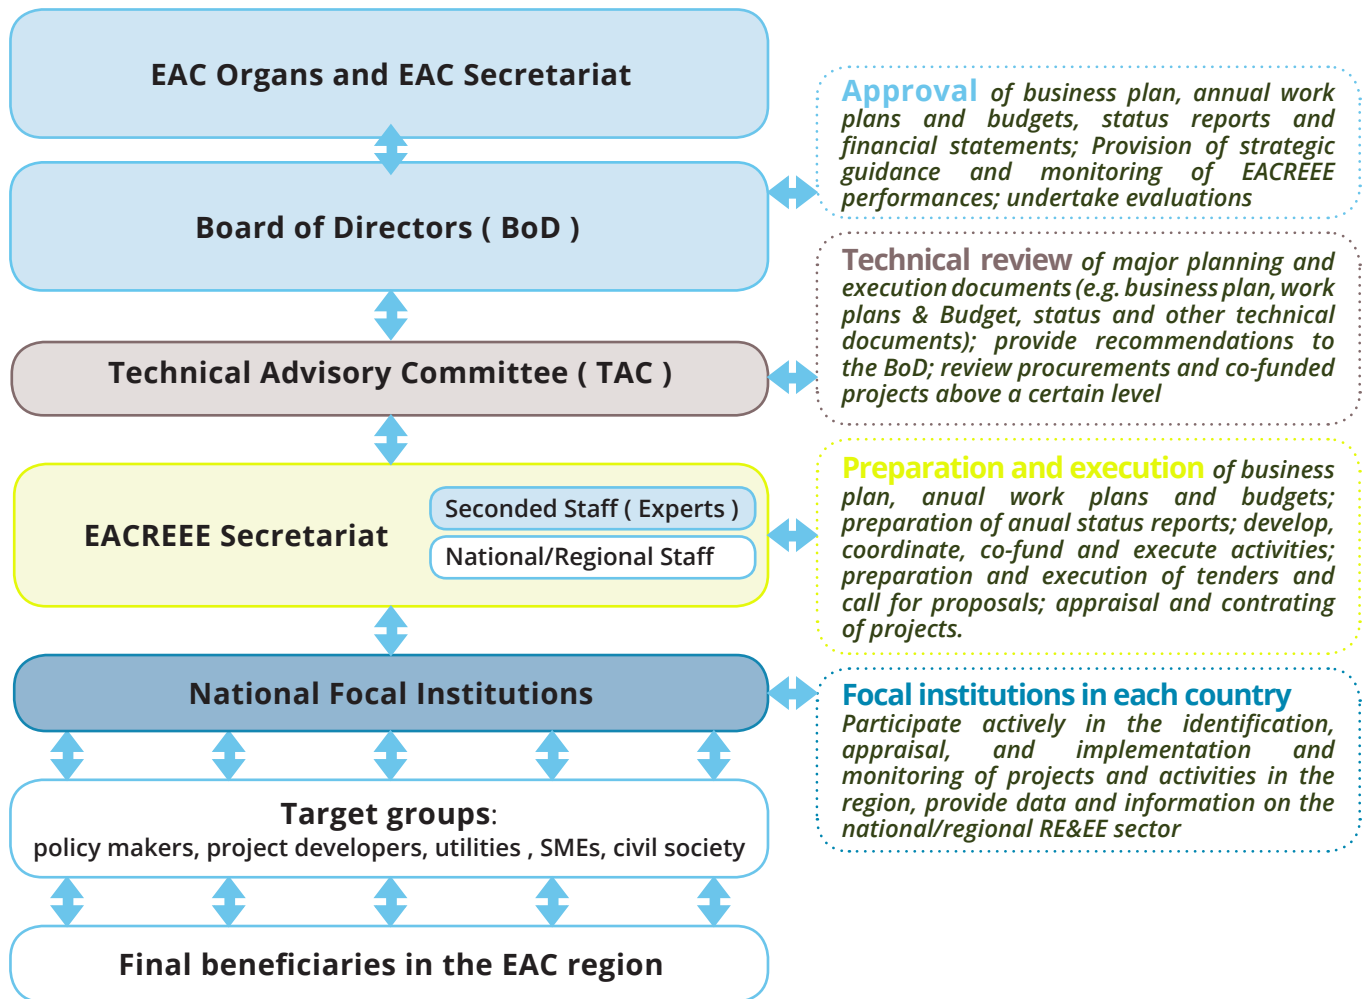 EAC Organs and EAC Secretariat
Board of Directors ( BoD )
Approval of business plan, annual work
plans and budgets, status reports and
financial statements; Provision of strategic
guidance and monitoring of EACREEE
performances; undertake evaluations
Technical Advisory Committee ( TAC )
Technical review of major planning and
execution documents (e.g. business plan, work
plans & Budget, status and other technical
documents); provide recommendations to
the BoD; review procurements and co-funded
projects above a certain level
EACREEE Secretariat
Seconded Staff ( Experts )
National/Regional Staff
Preparation and execution of business
plan, anual work plans and budgets;
preparation of anual status reports; develop,
coordinate, co-fund and execute activities;
preparation and execution of tenders and
call for proposals; appraisal and contrating
of projects.
National Focal Institutions
Focal institutions in each country
Participate actively in the identification,
appraisal, and implementation and
monitoring of projects and activities in the
region, provide data and information on the
national/regional RE&EE sector
Target groups:
policy makers, project developers, utilities , SMEs, civil society
Final beneficiaries in the EAC region